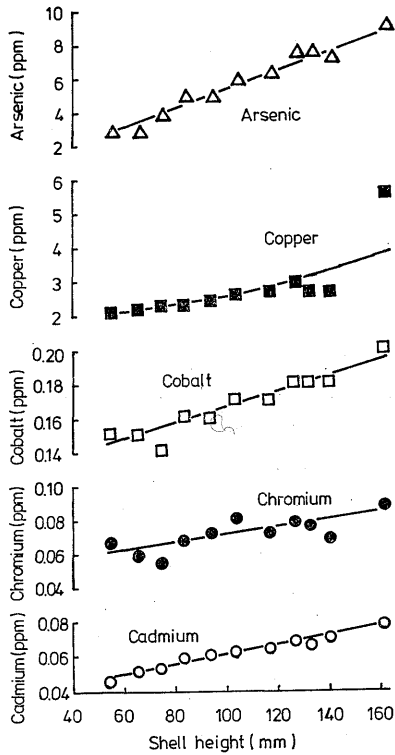 Arsenic (ppm)
10
8
6
4
2
Arsenic
Copper (ppm)
6
5
4
3
2
Copper
Cobalt (ppm)
0.20
0.18
0.16
0.14
Cobalt
Chromium (ppm)
0.10
0.08
0.06
0.04
Chromium
Cadmium (ppm)
0.08
0.06
0.04
Cadmium
40 60 80 100 120 140 160
Shell height (mm)